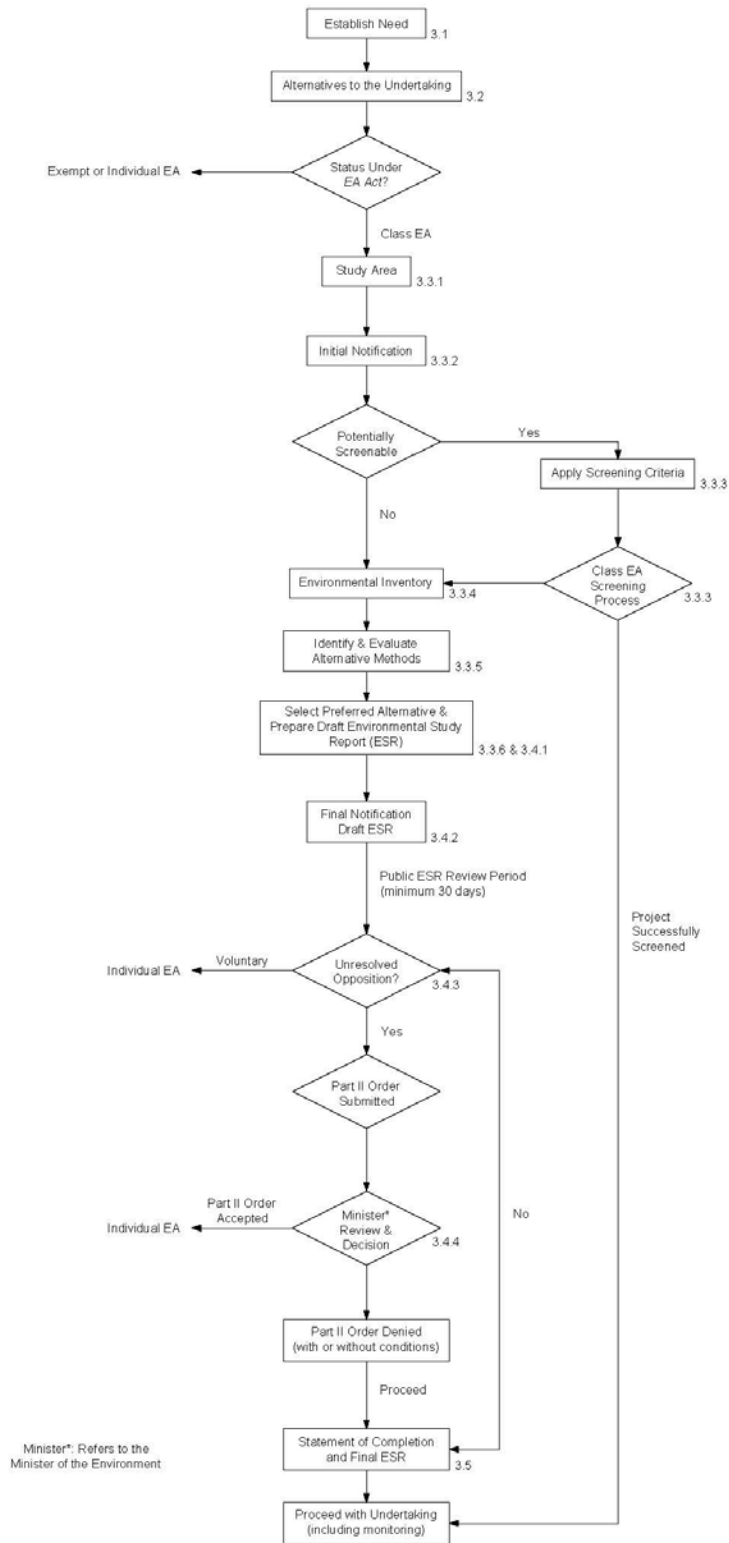 Establish Need
3.1
Alternatives to the Undertaking
3.2
Exempt or Individual EA
Status Under
EA Act?
Class EA
Study Area
3.3.1
Initial Notification
3.3.2
Potentially
Screenable
Yes
Apply Screening Criteria
3.3.3
No
Class EA
Screening
Process
3.3.3
Environmental Inventory
3.3.4
Identify & Evaluate
Alternative Methods
3.3.5
Select Preferred Alternative &
Prepare Draft Environmental Study
Report (ESR)
3.3.6 & 3.4.1
Final Notification
Draft ESR
3.4.2
Public ESR Review Period
(minimum 30 days)
Project
Successfully
Screened
Individual EA
Voluntary
Unresolved
Opposition?
3.4.3
Yes
Part II Order
Submitted
Part II Order
Accepted
Individual EA
Minister*
Review &
Decision
3.4.4
No
Part II Order Denied
(with or without conditions)
Proceed
Statement of Completion
and Final ESR
3.5
Minister*: Refers to the
Minister of the Environment
Proceed with Undertaking
(including monitoring)